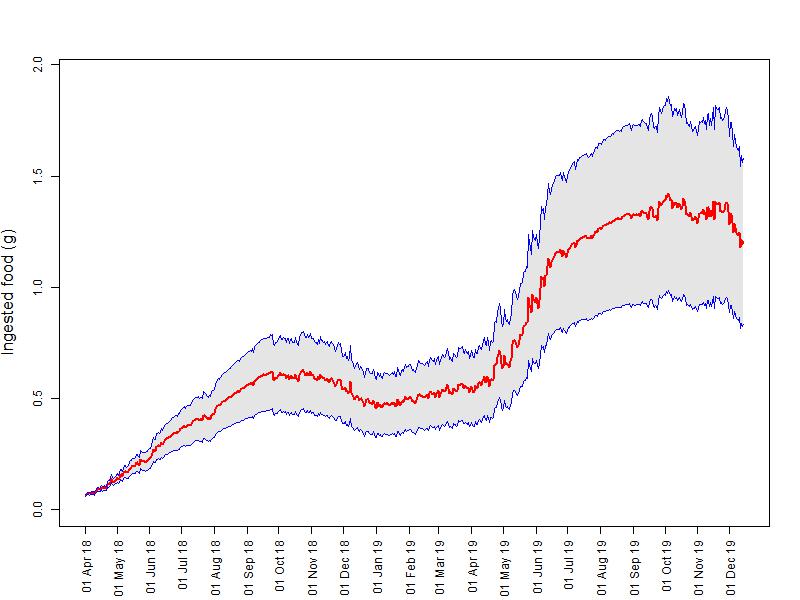 Ingested food (g)
2.0
1.5
1.0
0.5
0.0
01 Apr 18
01 May 18
01 Jun 18
01 Jul 18
01 Aug 18
01 Sep 18
01 Oct 18
01 Nov 18
01 Dec 18
01 Jan 19
01 Feb 19
01 Mar 19
01 Apr 19
01 May 19
01 Jun 19
01 Jul 19
01 Aug 19
01 Sep 19
01 Oct 19
01 Nov 19
01 Dec 19